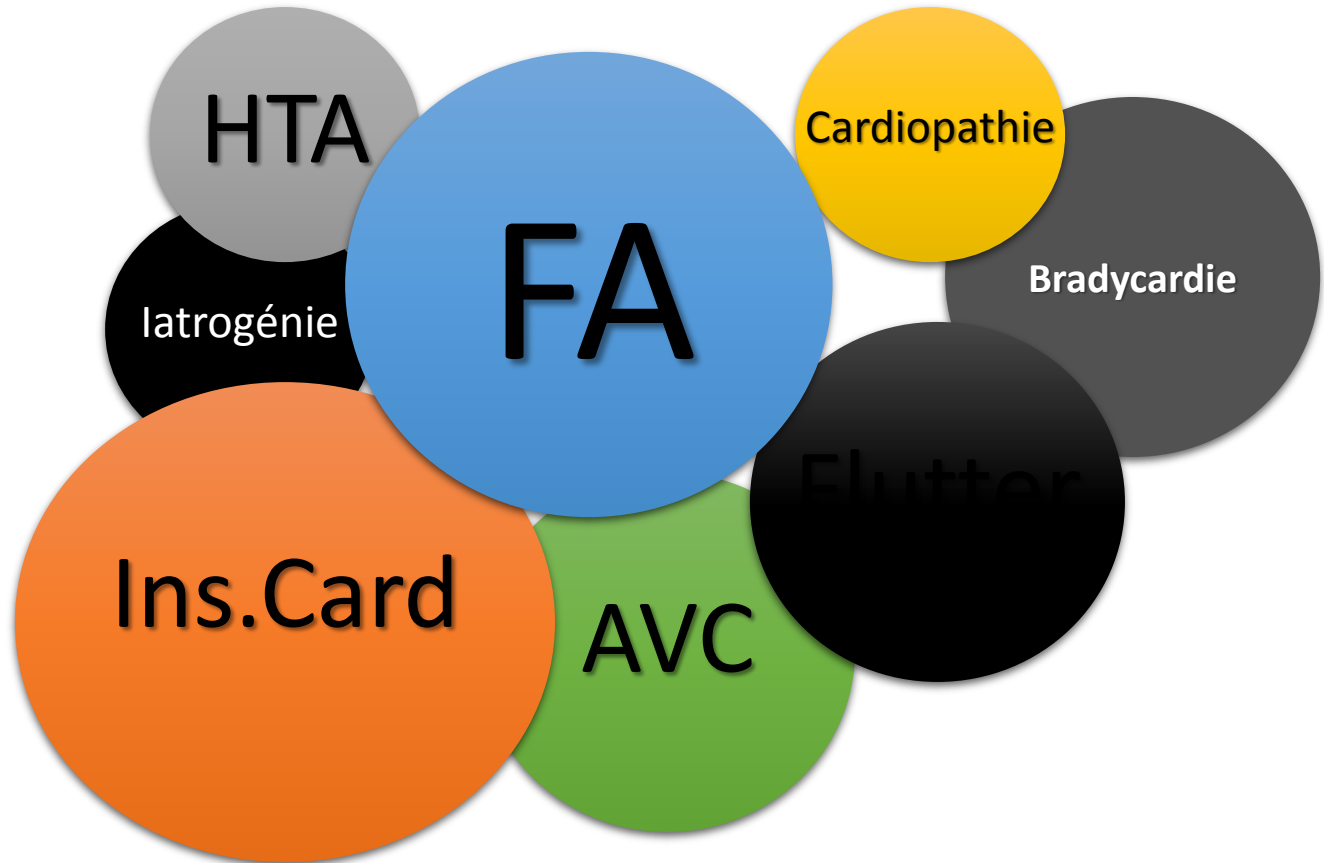 HTA
Cardiopathie
FA
Bradycardie
Iatrogénie
Flutter
Ins.Card
AVC